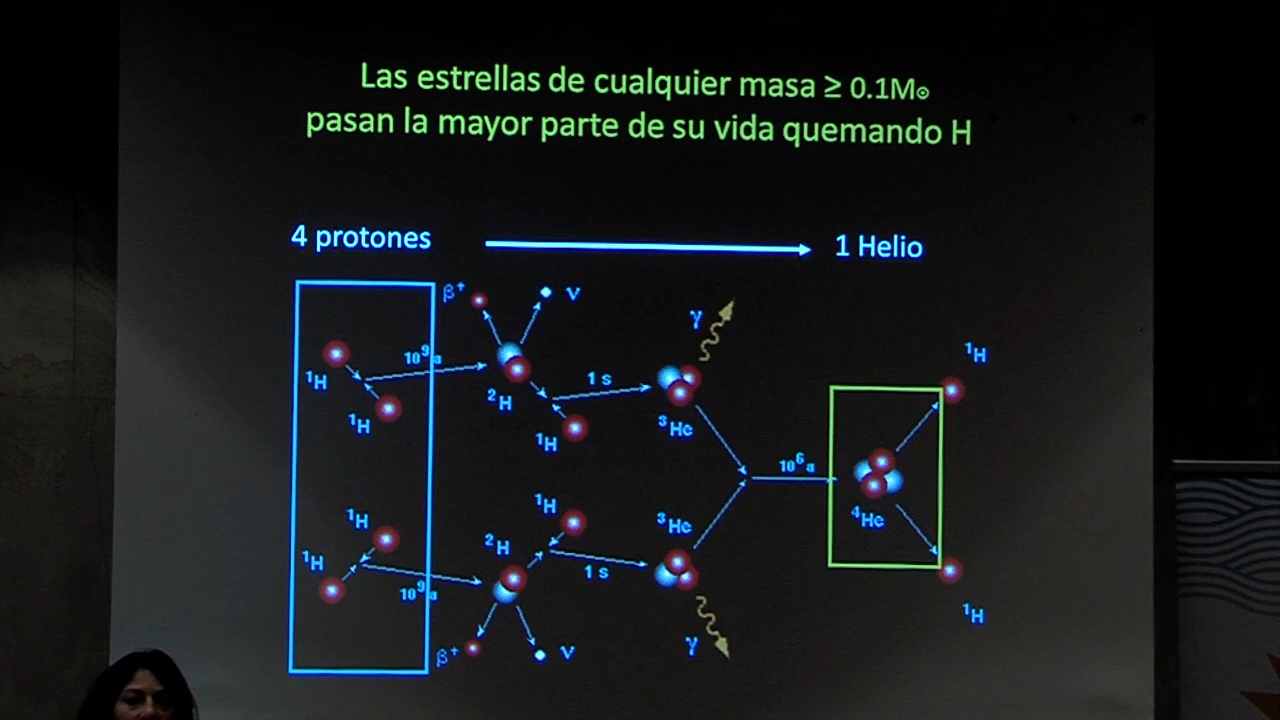 Las estrellas de cualquier masa ≥ 0.1M⊙
pasan la mayor parte de su vida quemando H
4 protones
1 Helio
β⁺
ν
γ
¹H
10⁹a
¹H
¹H
²H
1 s
¹H
³He
10⁶a
⁴He
¹H
¹H
¹H
10⁹a
²H
¹H
1 s
³He
β⁺
ν
γ
¹H